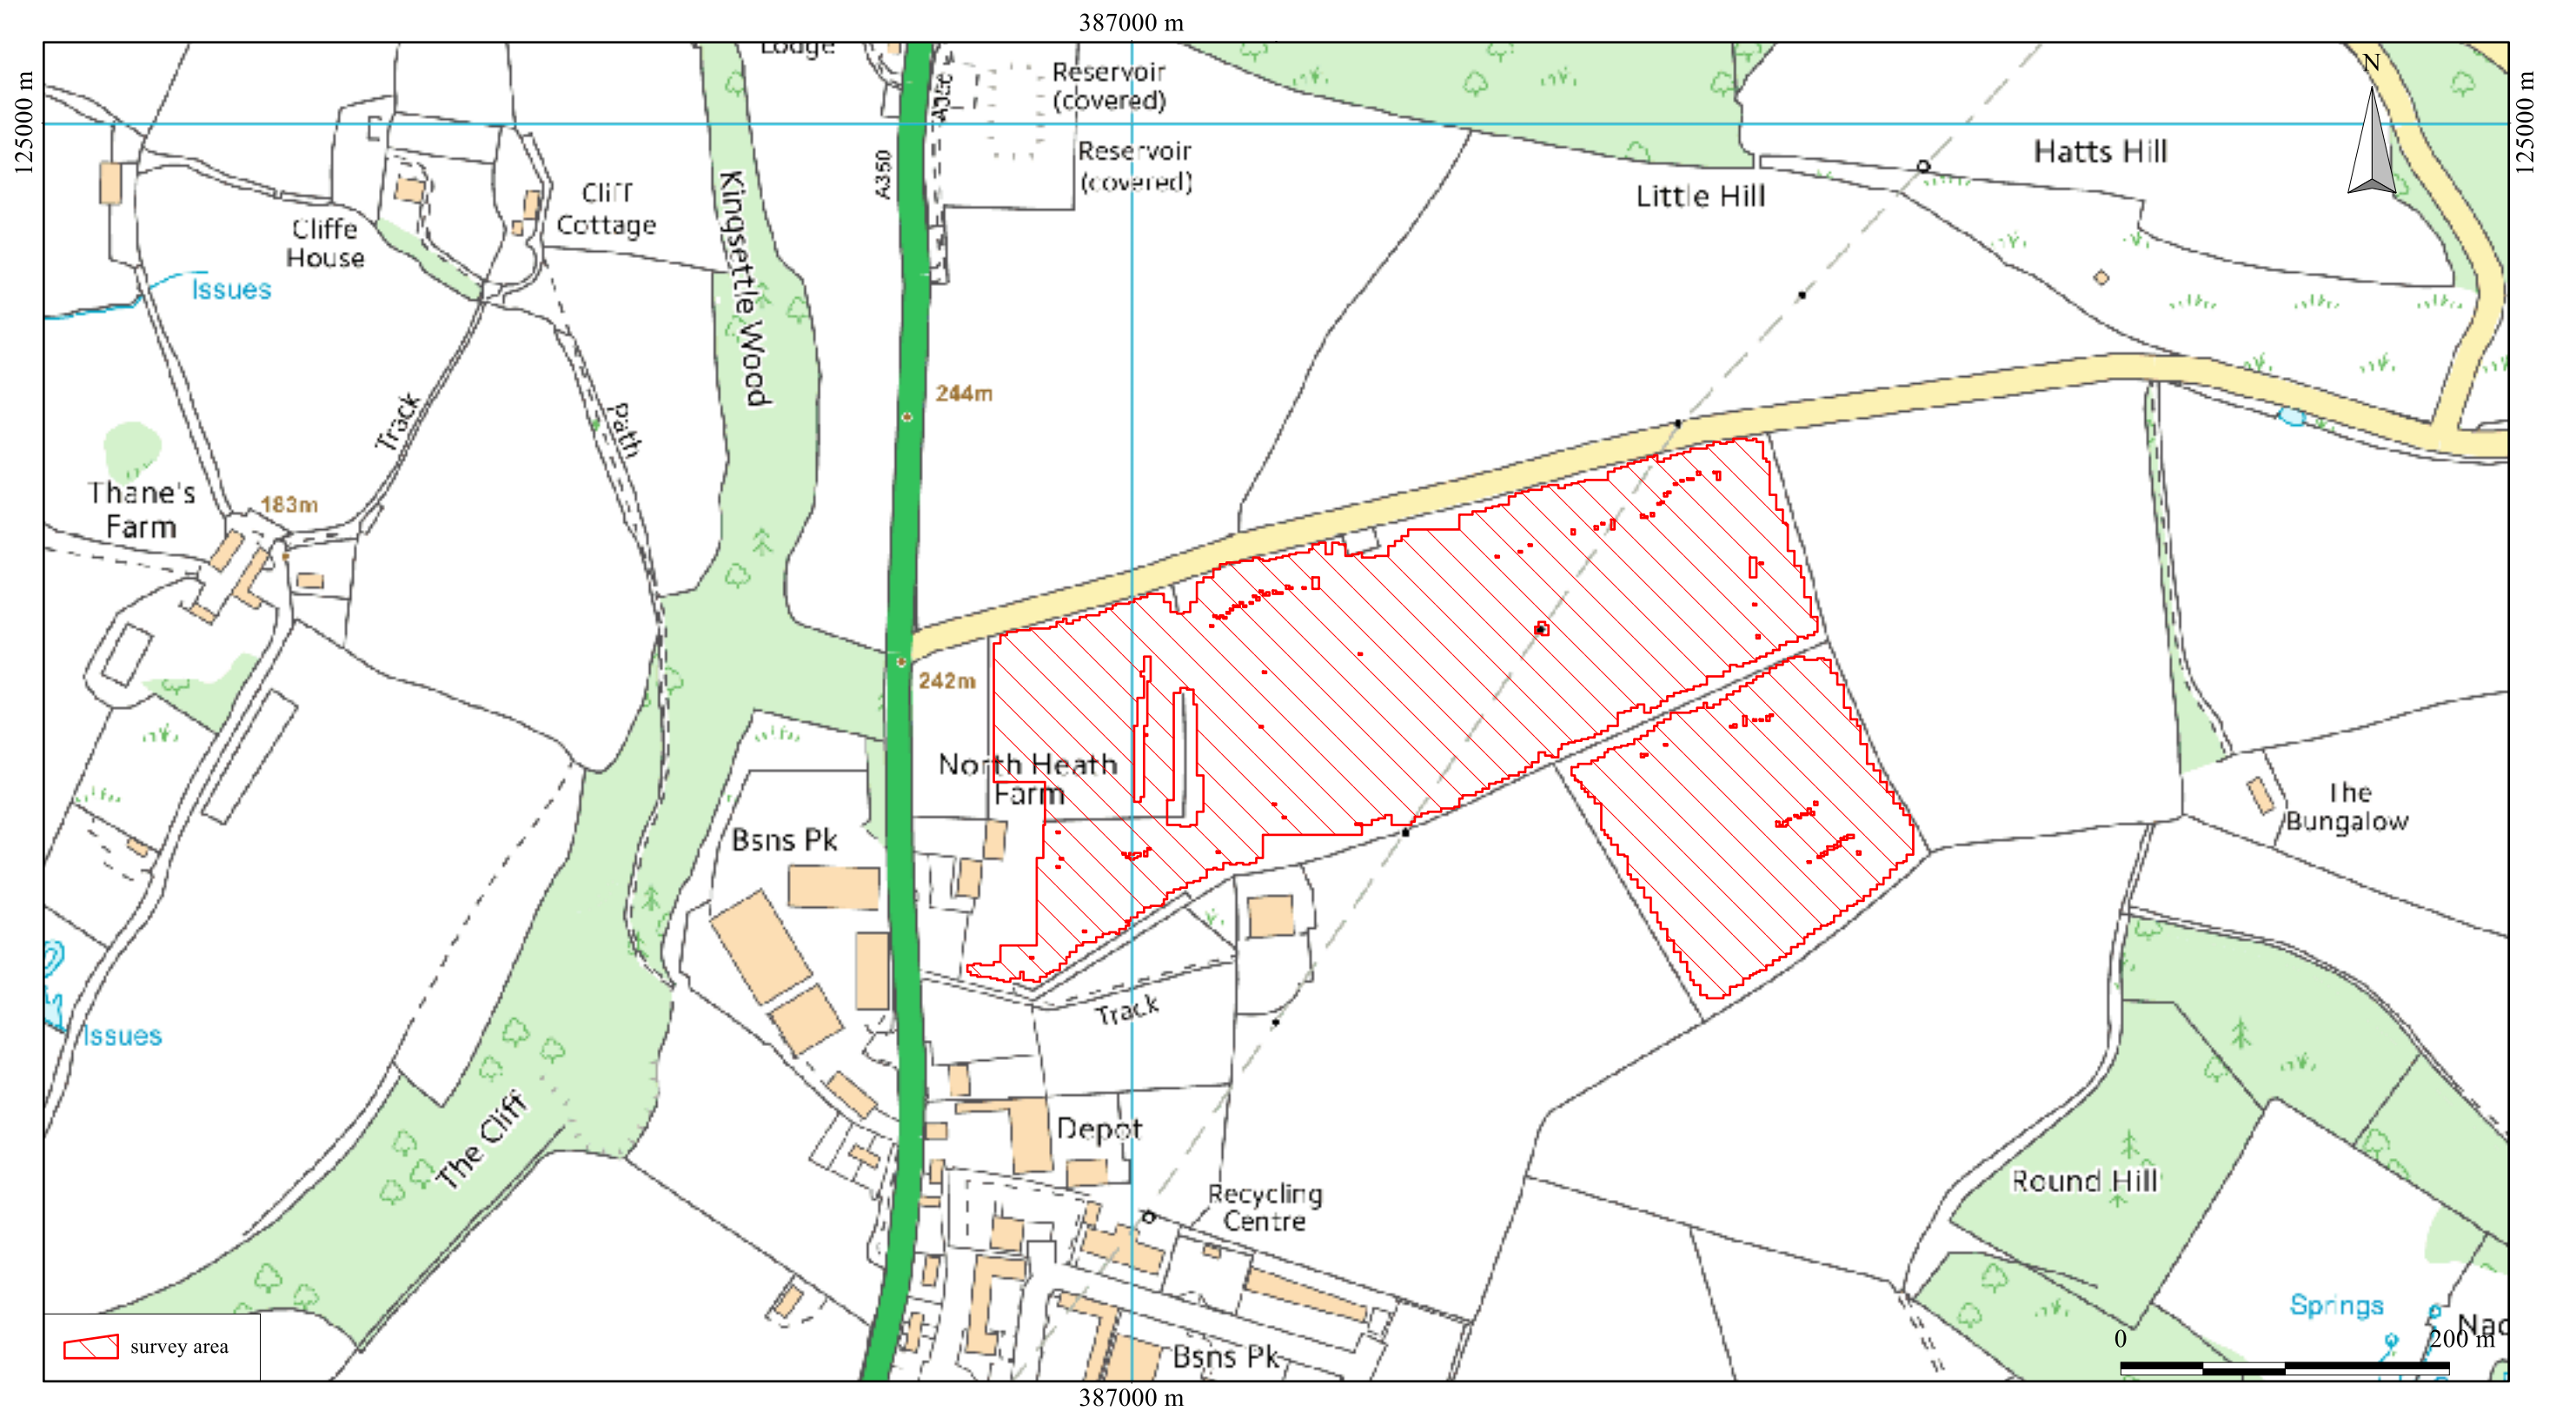 387000 m
125000 m
125000 m
Lodge
A350
Reservoir
(covered)
Reservoir
(covered)
N
Hatts Hill
Little Hill
A350
Kingsettle Wood
Cliff
Cottage
Cliffe
House
Issues
244m
Track
Path
Thane's
Farm
183m
242m
North Heath
Farm
Bsns Pk
The
Bungalow
Issues
Track
The Cliff
Depot
Recycling
Centre
Round Hill
Springs
Bsns Pk
survey area
0
200 m
387000 m